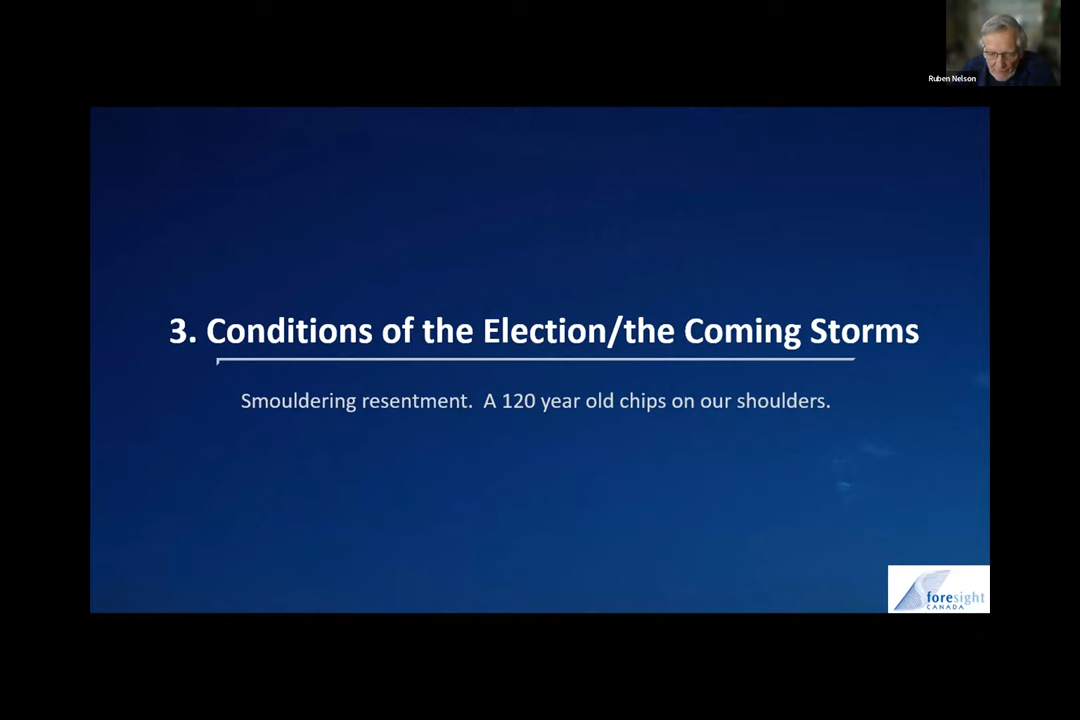 Ruben Nelson
3. Conditions of the Election/the Coming Storms
Smouldering resentment.  A 120 year old chips on our shoulders.
foresight
CANADA